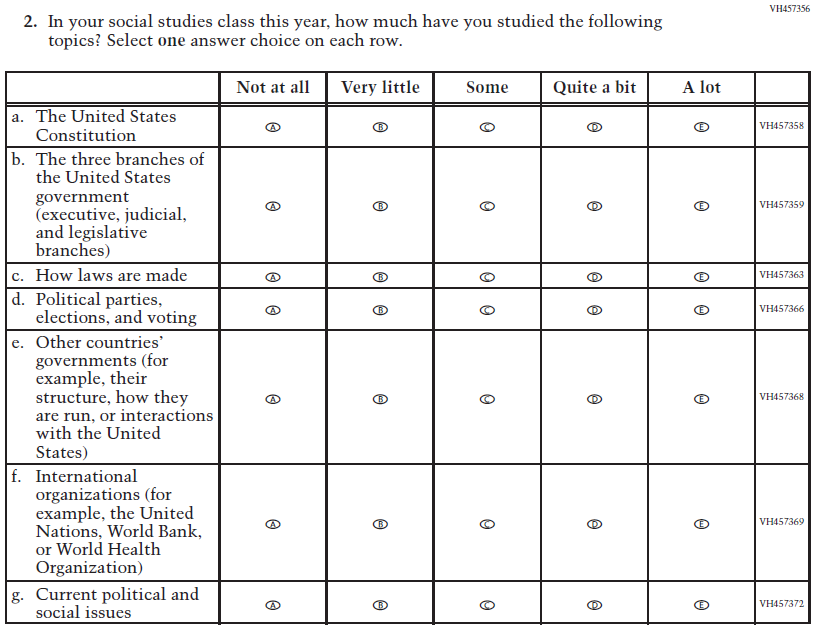 VH457356
2. In your social studies class this year, how much have you studied the following
topics? Select one answer choice on each row.
Not at all Very little Some Quite a bit A lot
a. The United States
Constitution
A B C D E VH457358
b. The three branches of
the United States
government
(executive, judicial,
and legislative
branches)
A B C D E VH457359
c. How laws are made A B C D E VH457363
d. Political parties,
elections, and voting
A B C D E VH457366
e. Other countries’
governments (for
example, their
structure, how they
are run, or interactions
with the United
States)
A B C D E VH457368
f. International
organizations (for
example, the United
Nations, World Bank,
or World Health
Organization)
A B C D E VH457369
g. Current political and
social issues
A B C D E VH457372